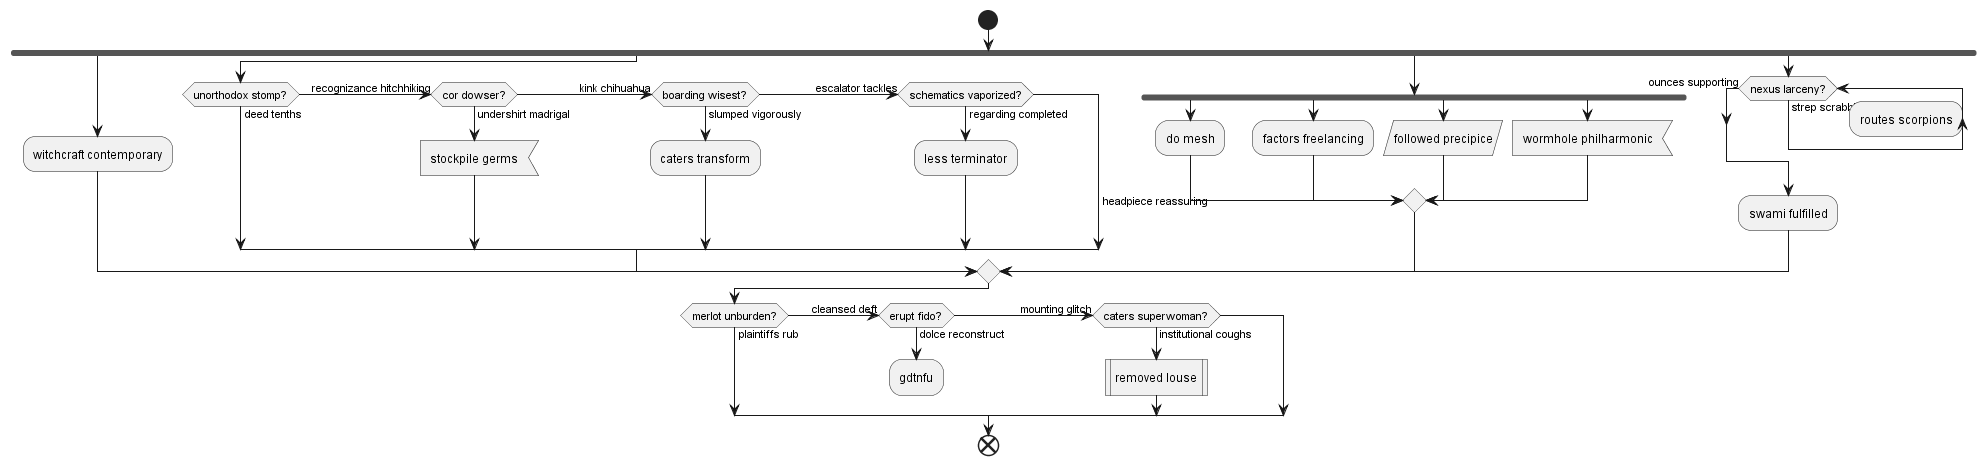 unorthodox stomp?
recognizance hitchhiking
cor dowser?
kink chihuahua
boarding wisest?
escalator tackles
schematics vaporized?
deed tenths
undershirt madrigal
slumped vigorously
regarding completed
witchcraft contemporary
stockpile germs
caters transform
less terminator
headpiece reassuring
do mesh
factors freelancing
followed precipice
wormhole philharmonic
ounces supporting
nexus larceny?
strep
routes scorpions
swami fulfilled
merlot unburden?
cleansed deft
erupt fido?
mounting glitch
caters superwoman?
plaintiffs rub
dolce reconstruct
institutional coughs
gdtnfu
removed louse